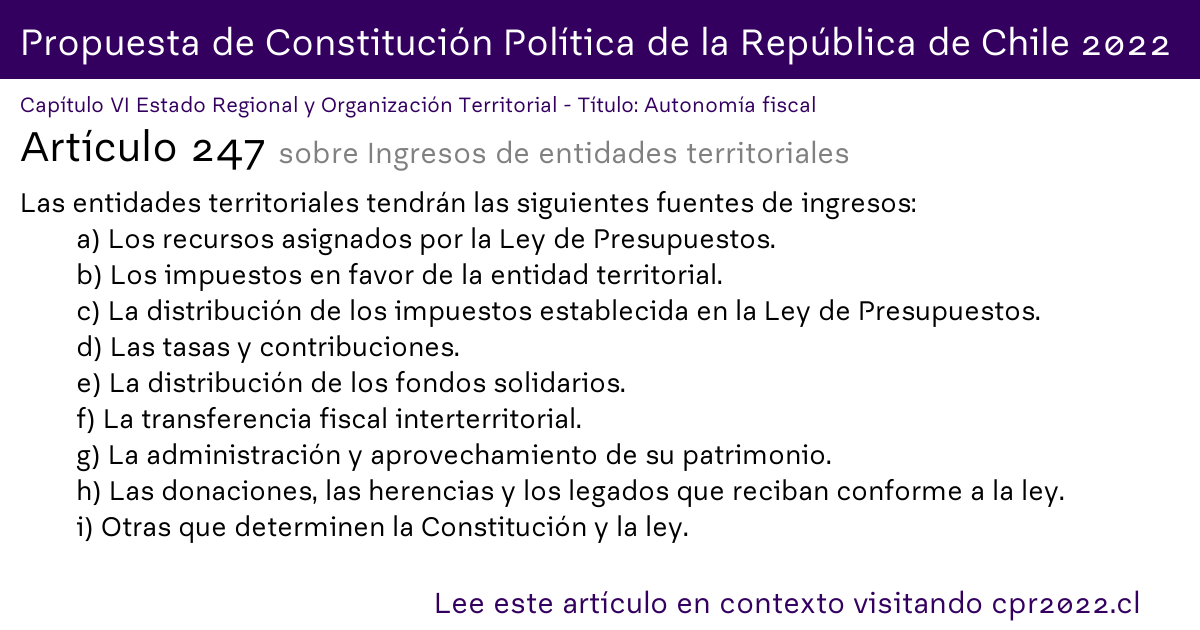 Propuesta de Constitución Política de la República de Chile 2022
Capítulo VI Estado Regional y Organización Territorial - Título: Autonomía fiscal
Artículo 247 sobre Ingresos de entidades territoriales
Las entidades territoriales tendrán las siguientes fuentes de ingresos:
a) Los recursos asignados por la Ley de Presupuestos.
b) Los impuestos en favor de la entidad territorial.
c) La distribución de los impuestos establecida en la Ley de Presupuestos.
d) Las tasas y contribuciones.
e) La distribución de los fondos solidarios.
f) La transferencia fiscal interterritorial.
g) La administración y aprovechamiento de su patrimonio.
h) Las donaciones, las herencias y los legados que reciban conforme a la ley.
i) Otras que determinen la Constitución y la ley.
Lee este artículo en contexto visitando cpr2022.cl